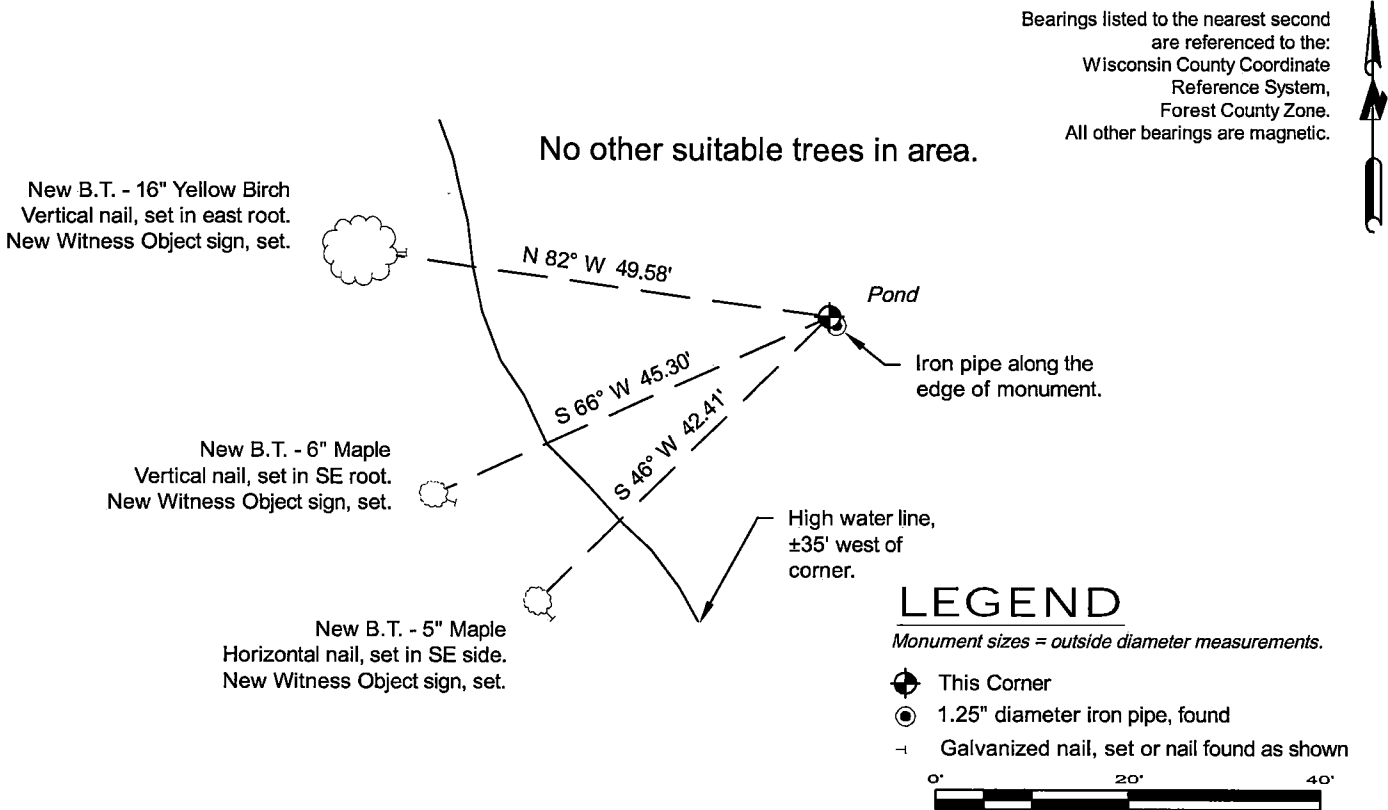 Bearings listed to the nearest second
are referenced to the:
Wisconsin County Coordinate
Reference System,
Forest County Zone.
All other bearings are magnetic.
N
No other suitable trees in area.
New B.T. - 16" Yellow Birch
Vertical nail, set in east root.
New Witness Object sign, set.
N 82° W 49.58'
Pond
Iron pipe along the
edge of monument.
S 66° W 45.30'
S 46° W 42.41'
New B.T. - 6" Maple
Vertical nail, set in SE root.
New Witness Object sign, set.
High water line,
±35' west of
corner.
New B.T. - 5" Maple
Horizontal nail, set in SE side.
New Witness Object sign, set.
LEGEND
Monument sizes = outside diameter measurements.
This Corner
1.25" diameter iron pipe, found
Galvanized nail, set or nail found as shown
0' 20' 40'